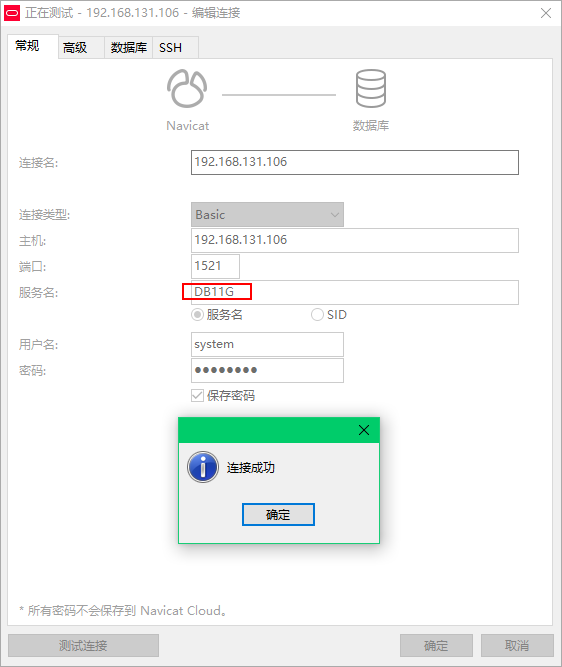 正在测试 - 192.168.131.106 - 编辑连接
常规 高级 数据库 SSH
Navicat 数据库
连接名: 192.168.131.106
连接类型: Basic
主机: 192.168.131.106
端口: 1521
服务名: DB11G
服务名 SID
用户名: system
密码: ●●●●●●●●
保存密码
连接成功
确定
* 所有密码不会保存到 Navicat Cloud。
测试连接 确定 取消